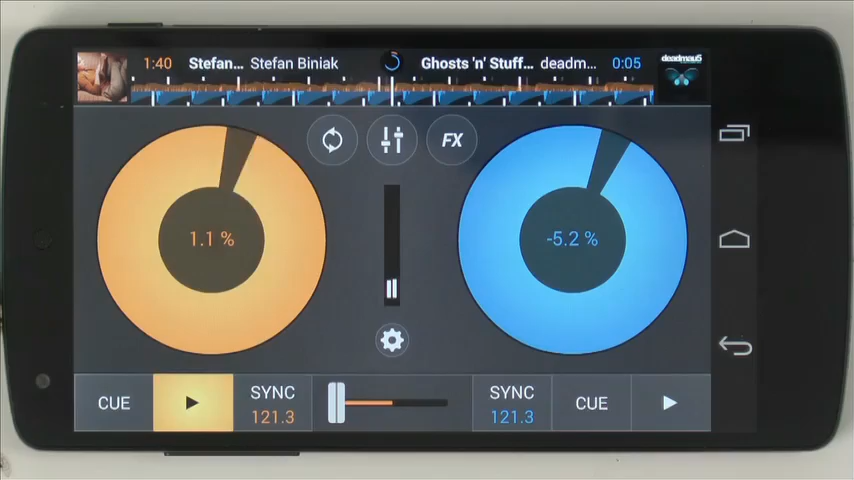 1:40 Stefan... Stefan Biniak Ghosts 'n' Stuff... deadm... 0:05
deadmau5
FX
1.1 %
-5.2 %
CUE
SYNC
121.3
SYNC
121.3
CUE